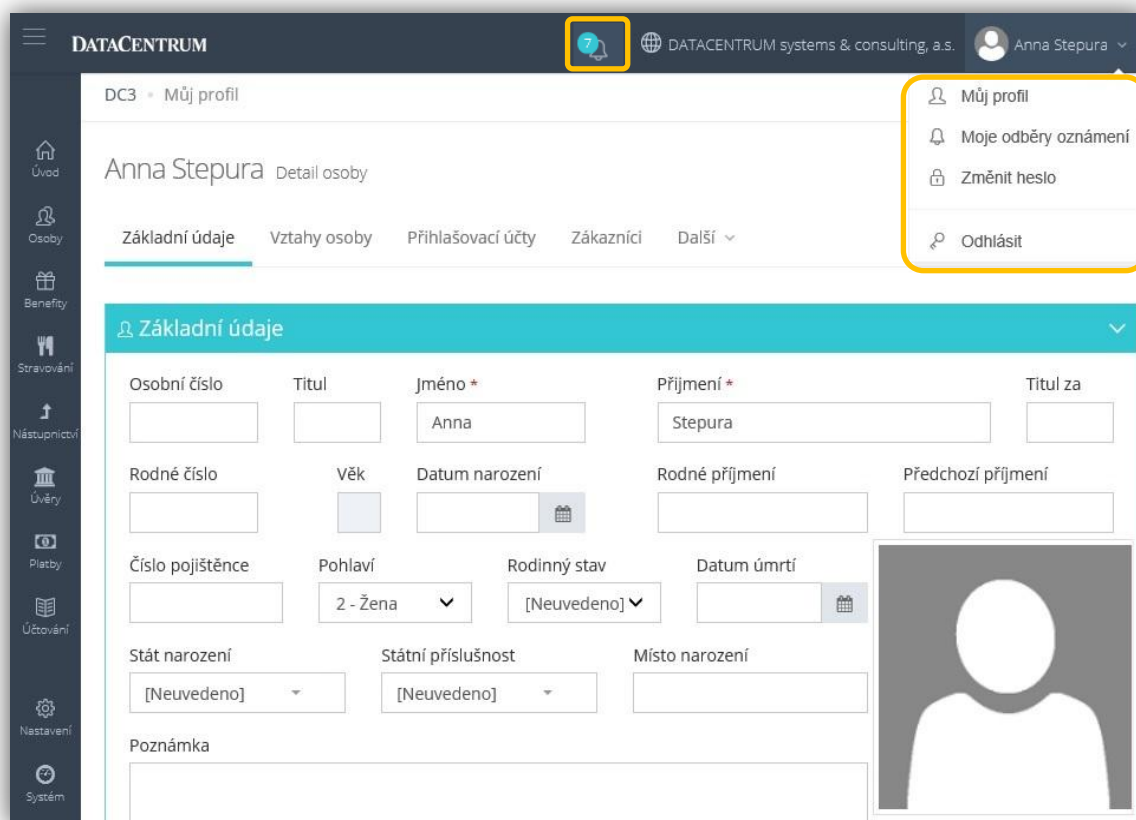 DATACENTRUM 7 DATACENTRUM systems & consulting, a.s. Anna Stepura
DC3 • Můj profil
Můj profil
Moje odběry oznámení
Změnit heslo
Odhlásit
Anna Stepura Detail osoby
Základní údaje Vztahy osoby Přihlašovací účty Zákazníci Další
Úvod
Osoby
Benefity
Stravování
Nástupnictví
Úvěry
Platby
Účtování
Nastavení
Systém
Základní údaje
Osobní číslo Titul Jméno * Přijmení * Titul za
Anna Stepura
Rodné číslo Věk Datum narození Rodné příjmení Předchozí příjmení
Číslo pojištěnce Pohlaví Rodinný stav Datum úmrtí
2 - Žena [Neuvedeno]
Stát narození Státní příslušnost Místo narození
[Neuvedeno] [Neuvedeno]
Poznámka